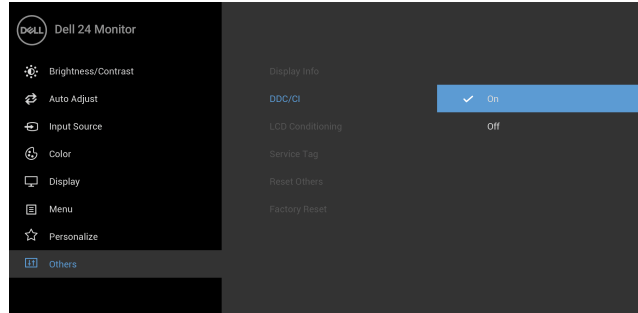 DELL
Dell 24 Monitor
Brightness/Contrast
Auto Adjust
Input Source
Color
Display
Menu
Personalize
Others
Display Info
DDC/CI
LCD Conditioning
Service Tag
Reset Others
Factory Reset
On
Off